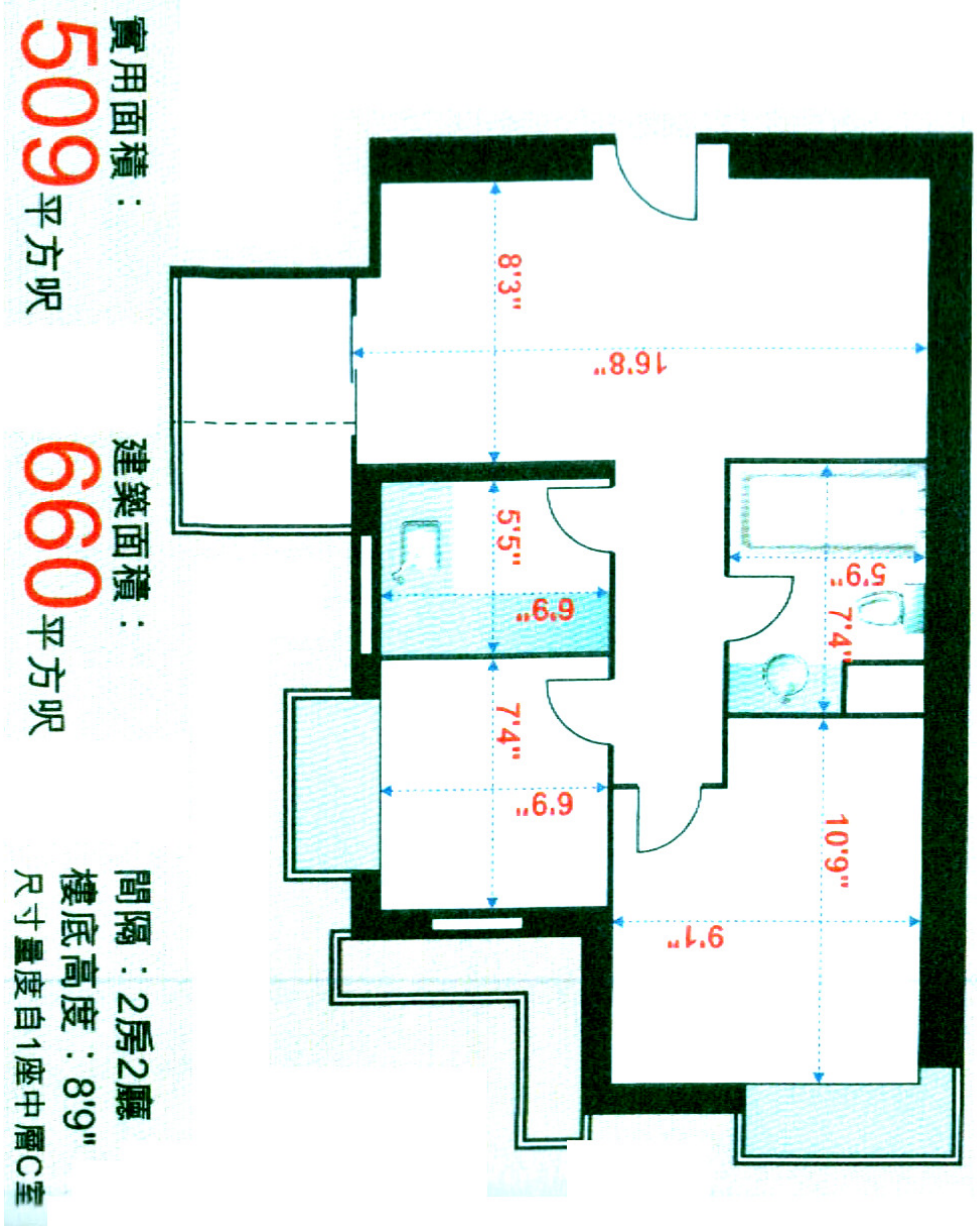 實用面積：
509平方呎
建築面積：
660平方呎
間隔：2房2廳
樓底高度：8'9"
尺寸量度自1座中層C室
8'3"
16'8"
5'5"
6'9"
5'9"
7'4"
7'4"
6'9"
10'9"
9'1"